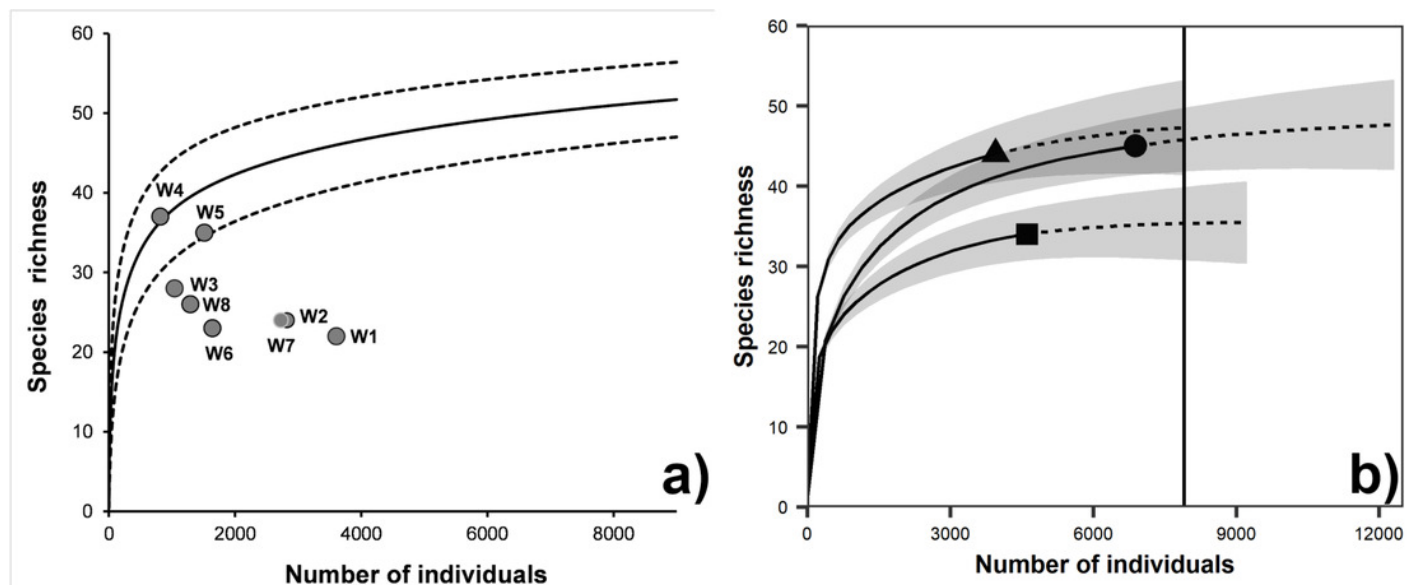 60
50
40
30
20
10
0
Species richness
W4
W5
W3
W8
W6
W7
W2
W1
0
2000
4000
6000
8000
Number of individuals
a)
60
50
40
30
20
10
0
Species richness
0
3000
6000
9000
12000
Number of individuals
b)